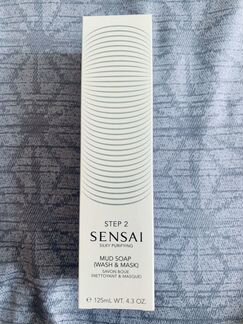 STEP 2
SENSAI
SILKY PURIFYING
MUD SOAP
(WASH & MASK)
SAVON BOUE
(NETTOYANT & MASQUE)
℮ 125mL WT. 4.3 OZ.